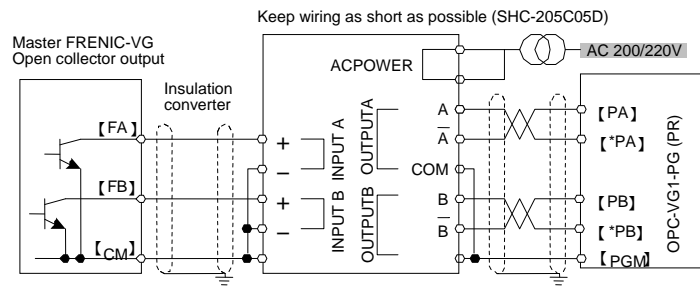 Keep wiring as short as possible (SHC-205C05D)
Master FRENIC-VG
Open collector output
Insulation
converter
ACPOWER
AC 200/220V
【FA】
【FB】
【CM】
+
−
+
−
INPUT A
OUTPUTA
INPUT B
OUTPUTB
A
A̅
COM
B
B̅
【PA】
【*PA】
【PB】
【*PB】
【PGM】
OPC-VG1-PG (PR)